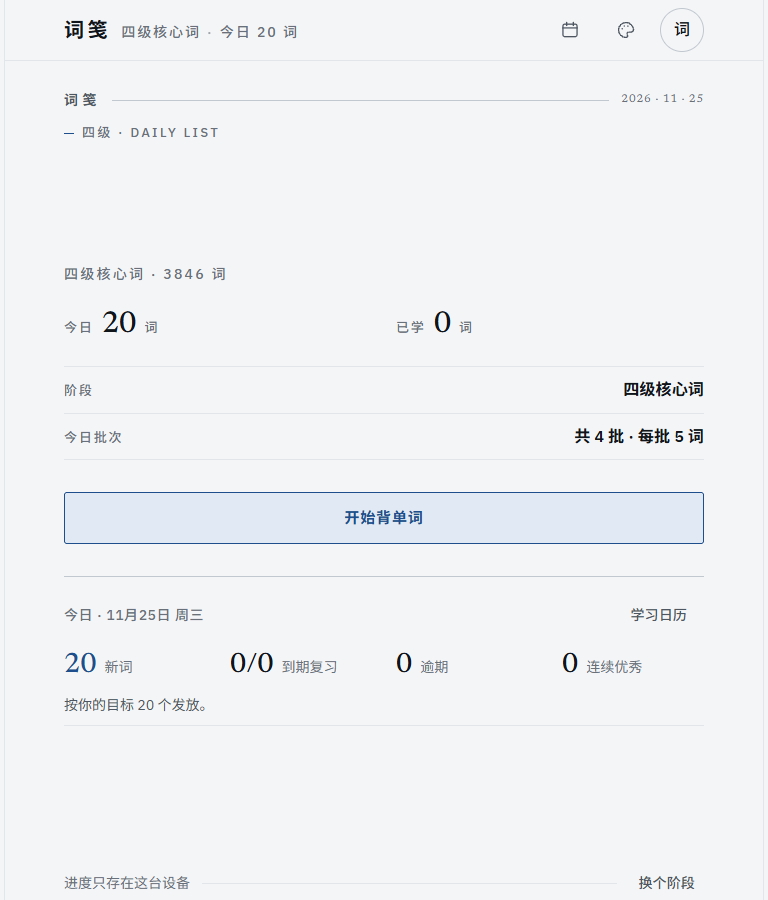 词笺 四级核心词 · 今日 20 词 词
词笺 2026 · 11 · 25
— 四级 · DAILY LIST
四级核心词 · 3846 词
今日 20 词 已学 0 词
阶段 四级核心词
今日批次 共 4 批 · 每批 5 词
开始背单词
今日 · 11月25日 周三 学习日历
20 新词 0/0 到期复习 0 逾期 0 连续优秀
按你的目标 20 个发放。
进度只存在这台设备 换个阶段